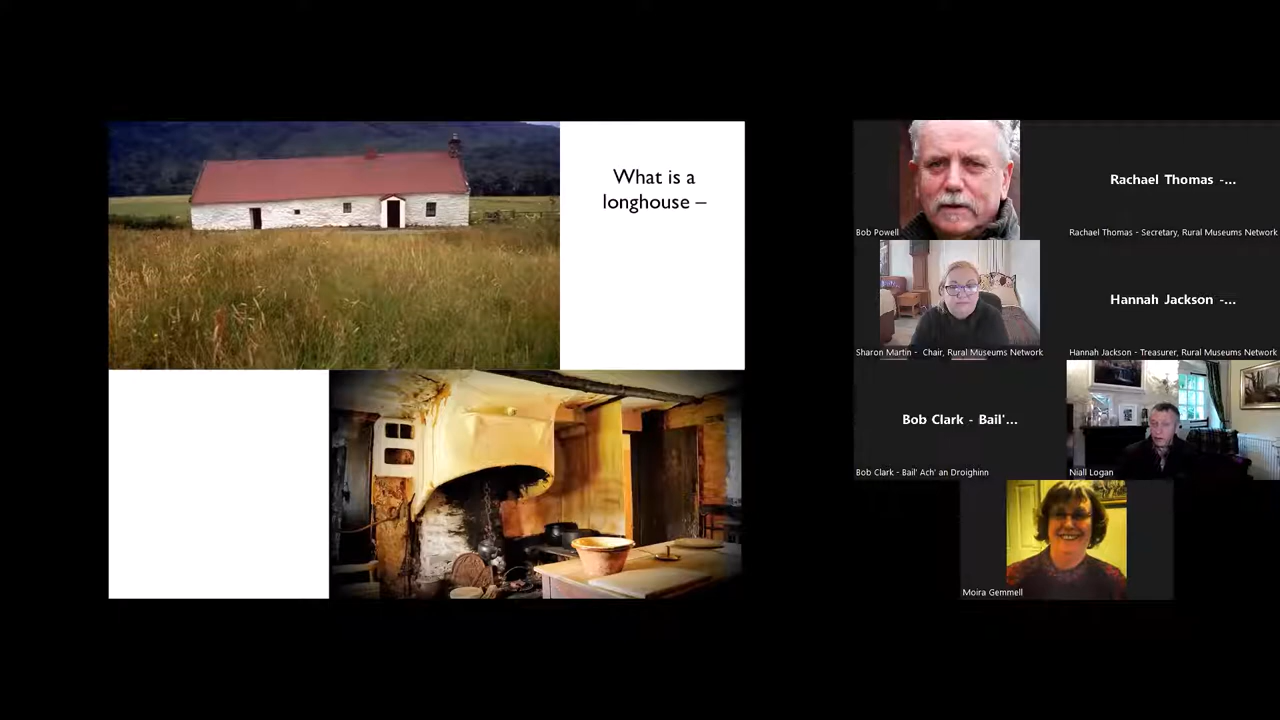 What is a
longhouse –
Bob Powell
Rachael Thomas -...
Rachael Thomas - Secretary, Rural Museums Network
Sharon Martin - Chair, Rural Museums Network
Hannah Jackson -...
Hannah Jackson - Treasurer, Rural Museums Network
Bob Clark - Bail'...
Bob Clark - Bail' Ach' an Droighinn
Niall Logan
Moira Gemmell